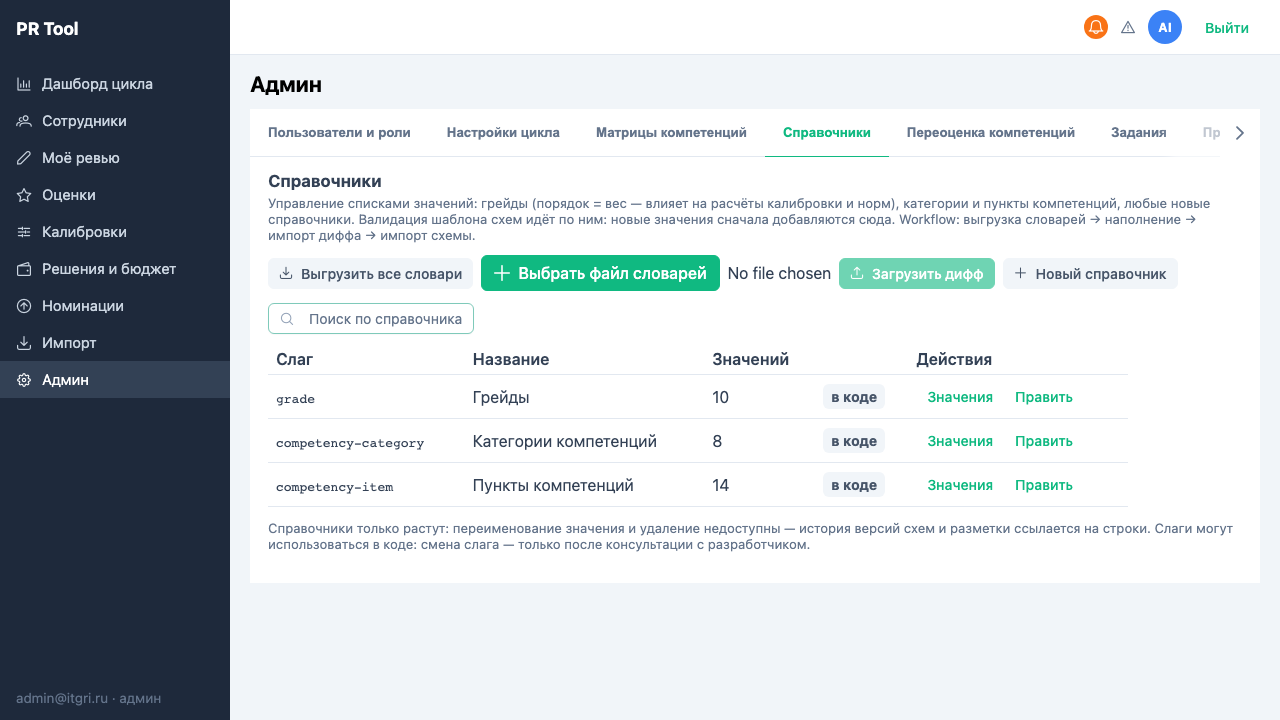 PR Tool
AI
Выйти
Дашборд цикла
Сотрудники
Моё ревью
Оценки
Калибровки
Решения и бюджет
Номинации
Импорт
Админ
admin@itgri.ru · админ
Админ
Пользователи и роли Настройки цикла Матрицы компетенций Справочники Переоценка компетенций Задания Пр
Справочники
Управление списками значений: грейды (порядок = вес — влияет на расчёты калибровки и норм), категории и пункты компетенций, любые новые
справочники. Валидация шаблона схем идёт по ним: новые значения сначала добавляются сюда. Workflow: выгрузка словарей → наполнение →
импорт диффа → импорт схемы.
Выгрузить все словари Выбрать файл словарей No file chosen Загрузить дифф Новый справочник
Поиск по справочника
Слаг Название Значений Действия
grade Грейды 10 в коде Значения Править
competency-category Категории компетенций 8 в коде Значения Править
competency-item Пункты компетенций 14 в коде Значения Править
Справочники только растут: переименование значения и удаление недоступны — история версий схем и разметки ссылается на строки. Слаги могут
использоваться в коде: смена слага — только после консультации с разработчиком.